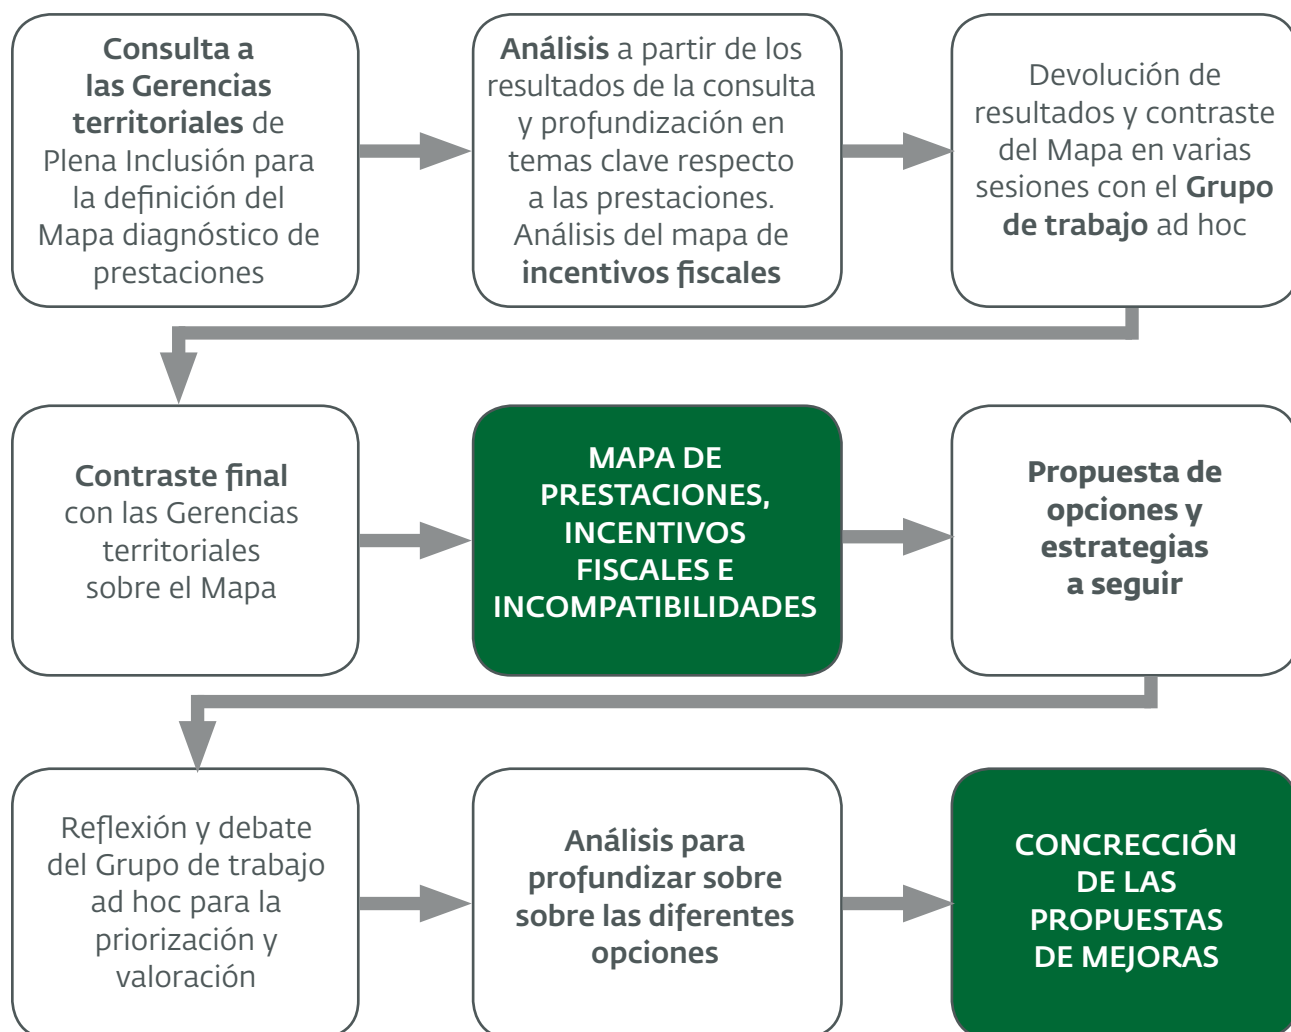 Consulta a
las Gerencias
territoriales de
Plena Inclusión para
la definición del
Mapa diagnóstico de
prestaciones
Análisis a partir de los
resultados de la consulta
y profundización en
temas clave respecto
a las prestaciones.
Análisis del mapa de
incentivos fiscales
Devolución de
resultados y contraste
del Mapa en varias
sesiones con el Grupo
de trabajo ad hoc
Contraste final
con las Gerencias
territoriales
sobre el Mapa
MAPA DE
PRESTACIONES,
INCENTIVOS
FISCALES E
INCOMPATIBILIDADES
Propuesta de
opciones y
estrategias
a seguir
Reflexión y debate
del Grupo de trabajo
ad hoc para la
priorización y
valoración
Análisis para
profundizar sobre
sobre las diferentes
opciones
CONCRECCIÓN
DE LAS
PROPUESTAS
DE MEJORAS